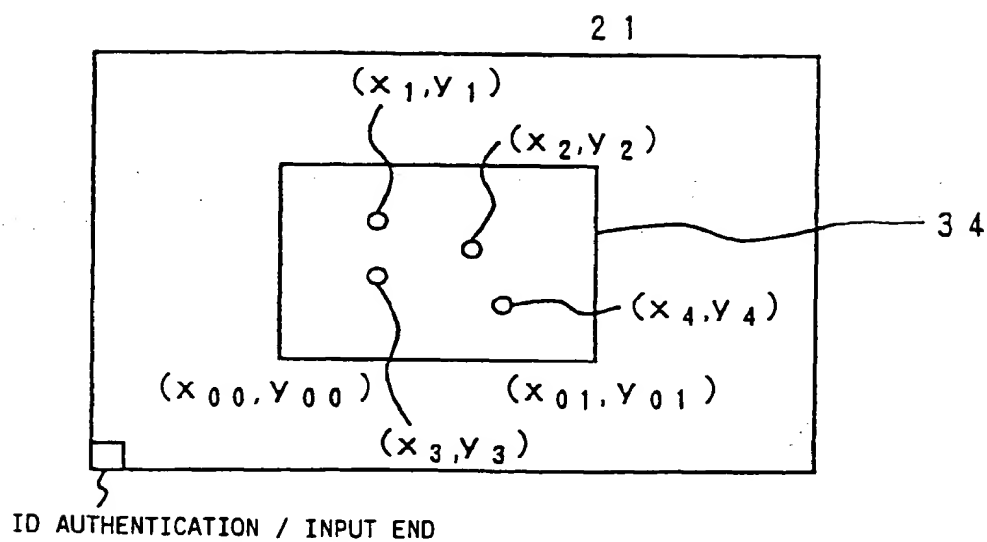 21
(x1,y1)
(x2,y2)
34
(x4,y4)
(x00,y00) (x01,y01)
(x3,y3)
ID AUTHENTICATION / INPUT END